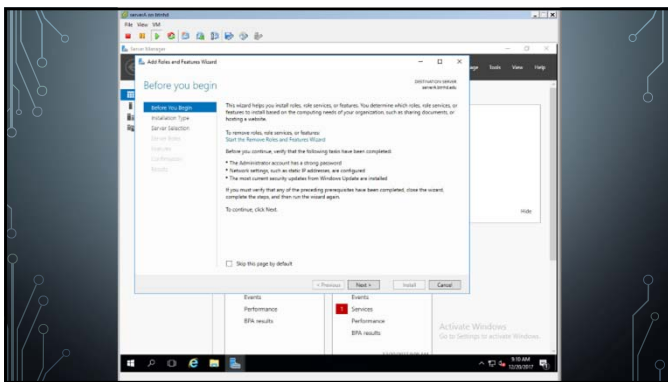 File View VM
Server Manager
Add Roles and Features Wizard
Tools View Help
Before you begin
DESTINATION SERVER
Before You Begin
Installation Type
Server Selection
Server Roles
Features
Confirmation
Results
This wizard helps you install roles, role services, or features. You determine which roles, role services, or
features to install based on the computing needs of your organization, such as sharing documents, or
hosting a website.
To remove roles, role services, or features:
Start the Remove Roles and Features Wizard
Before you continue, verify that the following tasks have been completed:
• The Administrator account has a strong password
• Network settings, such as static IP addresses, are configured
• The most current security updates from Windows Update are installed
If you must verify that any of the preceding prerequisites have been completed, close the wizard,
complete the steps, and then run the wizard again.
To continue, click Next.
Hide
Skip this page by default
< Previous Next > Install Cancel
Events Events
Performance 1 Services
BPA results Performance
BPA results
Activate Windows
Go to Settings to activate Windows.
9:10 AM
12/20/2017